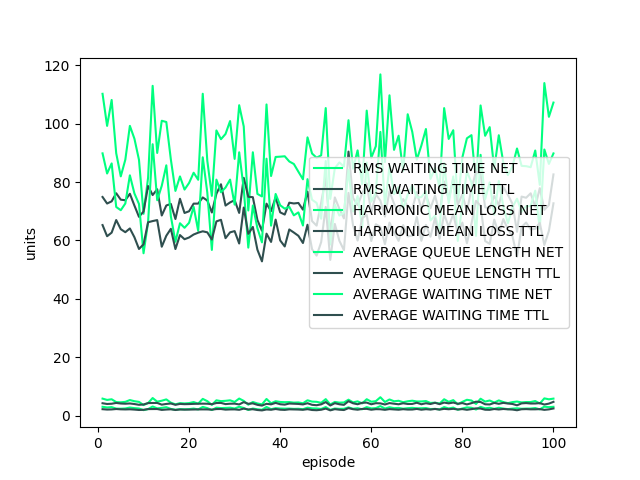 120
100
80
60
40
20
0
units
RMS WAITING TIME NET
RMS WAITING TIME TTL
HARMONIC MEAN LOSS NET
HARMONIC MEAN LOSS TTL
AVERAGE QUEUE LENGTH NET
AVERAGE QUEUE LENGTH TTL
AVERAGE WAITING TIME NET
AVERAGE WAITING TIME TTL
0 20 40 60 80 100
episode